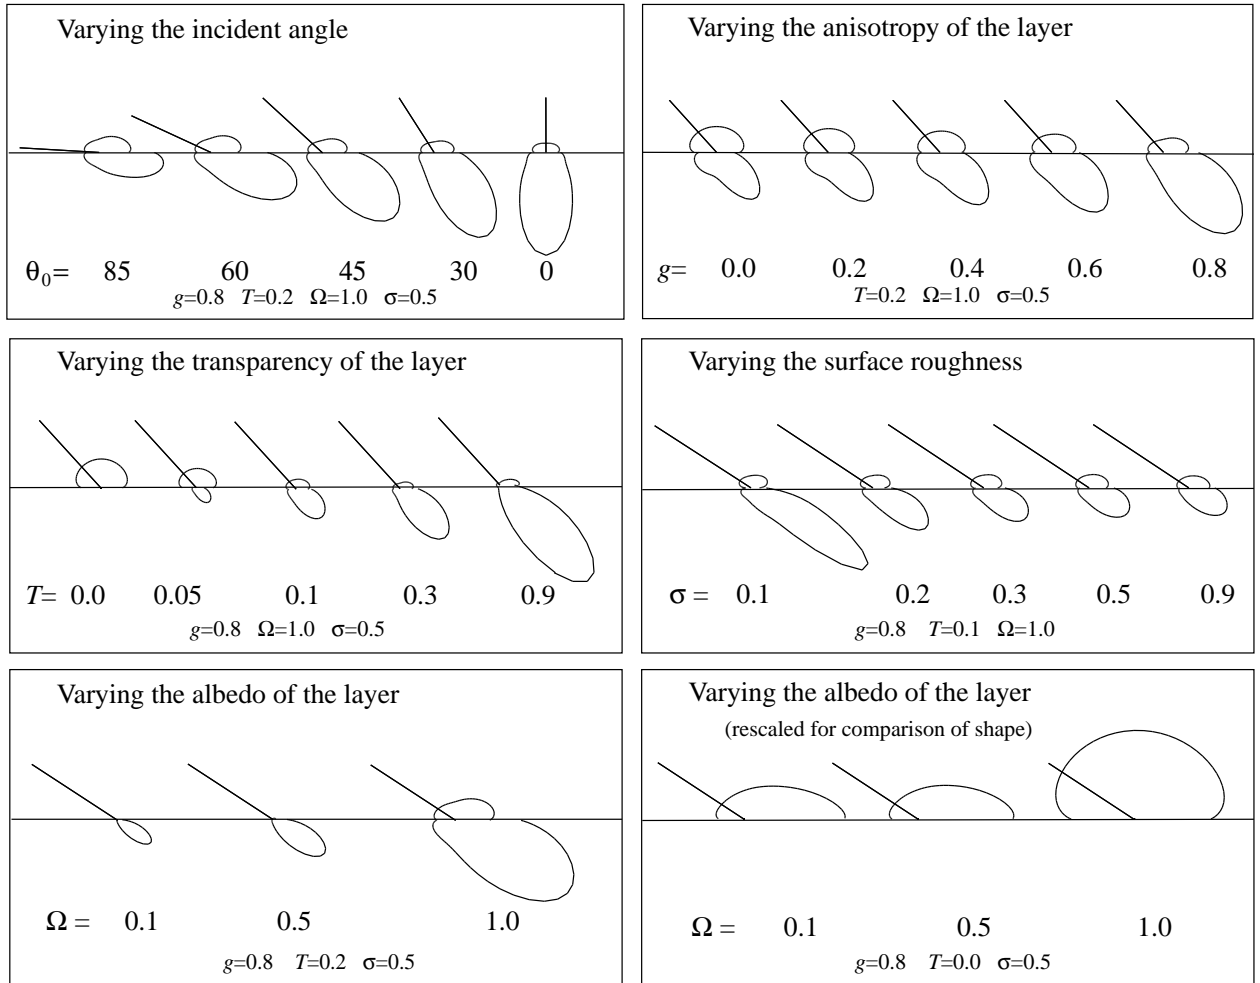 Varying the incident angle
θ₀= 85 60 45 30 0
g=0.8 T=0.2 Ω=1.0 σ=0.5
Varying the anisotropy of the layer
g= 0.0 0.2 0.4 0.6 0.8
T=0.2 Ω=1.0 σ=0.5
Varying the transparency of the layer
T= 0.0 0.05 0.1 0.3 0.9
g=0.8 Ω=1.0 σ=0.5
Varying the surface roughness
σ = 0.1 0.2 0.3 0.5 0.9
g=0.8 T=0.1 Ω=1.0
Varying the albedo of the layer
Ω = 0.1 0.5 1.0
g=0.8 T=0.2 σ=0.5
Varying the albedo of the layer
(rescaled for comparison of shape)
Ω = 0.1 0.5 1.0
g=0.8 T=0.0 σ=0.5